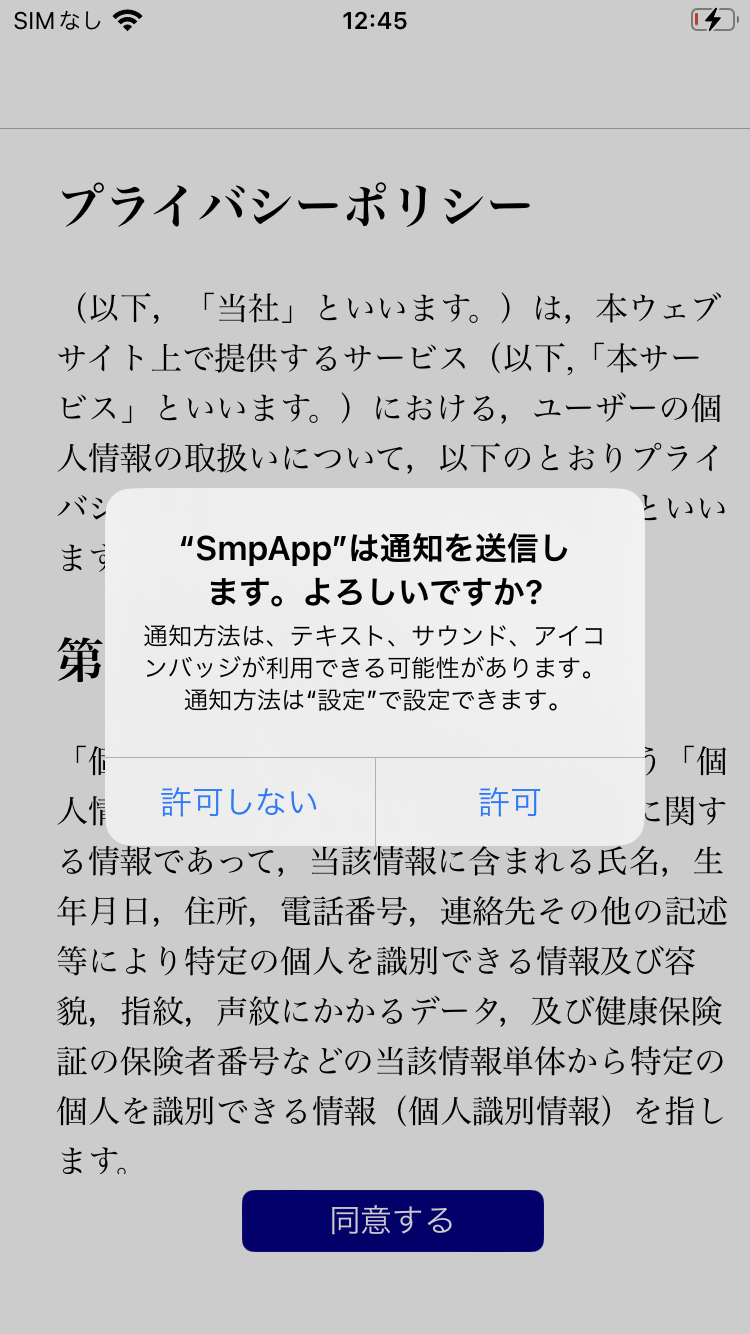 SIMなし
12:45
プライバシーポリシー
（以下，「当社」といいます。）は，本ウェブ
サイト上で提供するサービス（以下,「本サー
ビス」といいます。）における，ユーザーの個
人情報の取扱いについて，以下のとおりプライ
バシ
といい
ます
“SmpApp”は通知を送信し
ます。よろしいですか?
通知方法は、テキスト、サウンド、アイコ
ンバッジが利用できる可能性があります。
通知方法は“設定”で設定できます。
許可しない
許可
第
「個
う「個
人情
に関す
る情報であって，当該情報に含まれる氏名，生
年月日，住所，電話番号，連絡先その他の記述
等により特定の個人を識別できる情報及び容
貌，指紋，声紋にかかるデータ，及び健康保険
証の保険者番号などの当該情報単体から特定の
個人を識別できる情報（個人識別情報）を指し
ます。
同意する